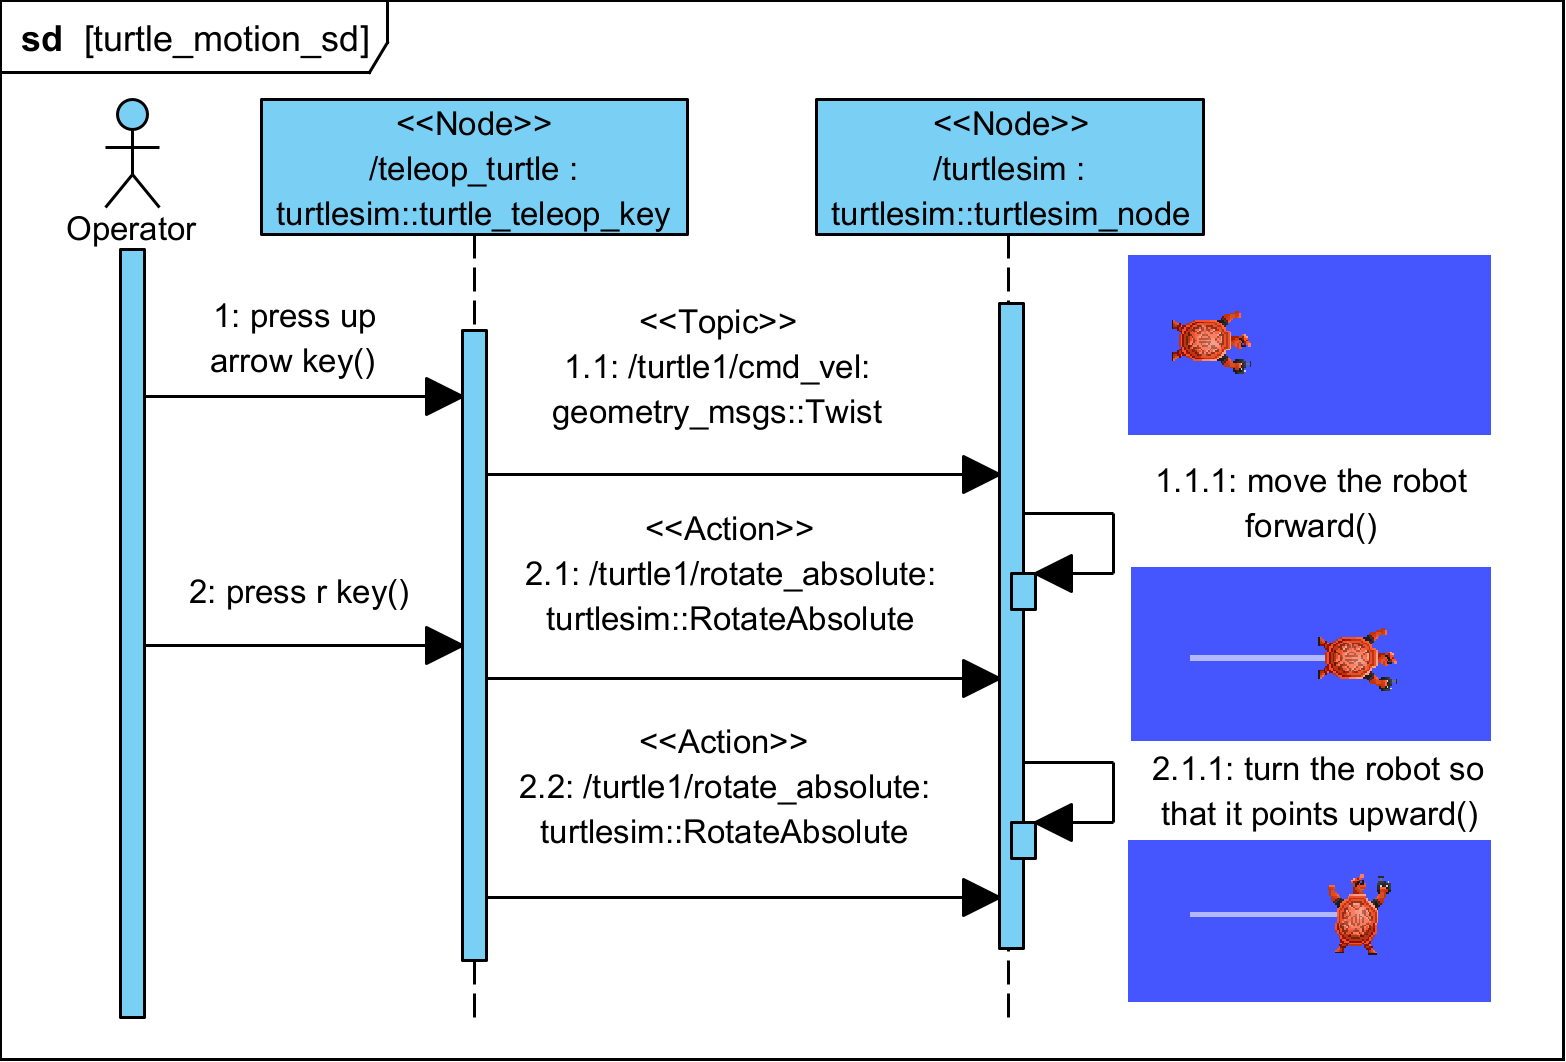 sd [turtle_motion_sd]
Operator
<<Node>>
/teleop_turtle :
turtlesim::turtle_teleop_key
<<Node>>
/turtlesim :
turtlesim::turtlesim_node
1: press up
arrow key()
<<Topic>>
1.1: /turtle1/cmd_vel:
geometry_msgs::Twist
1.1.1: move the robot
forward()
2: press r key()
<<Action>>
2.1: /turtle1/rotate_absolute:
turtlesim::RotateAbsolute
2.1.1: turn the robot so
that it points upward()
<<Action>>
2.2: /turtle1/rotate_absolute:
turtlesim::RotateAbsolute